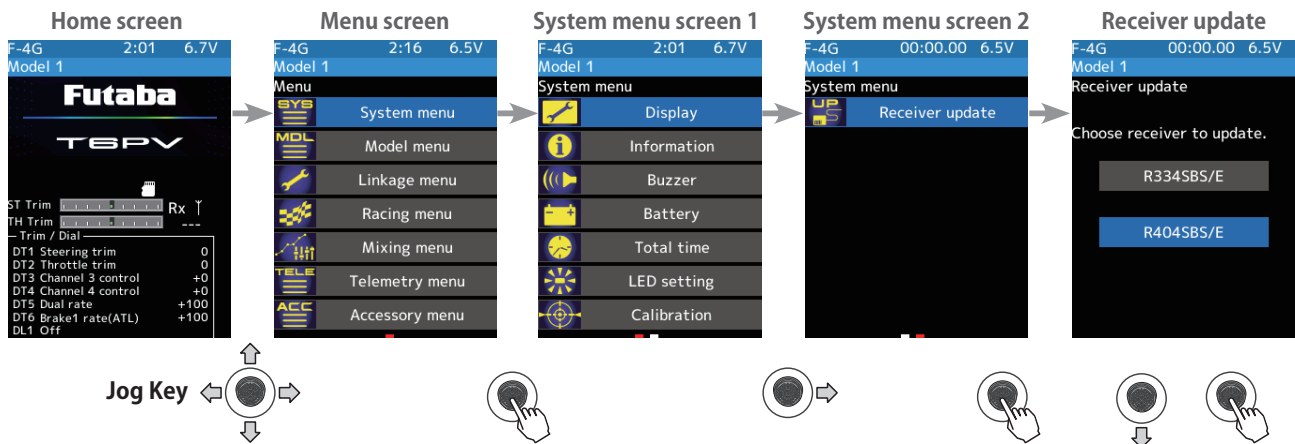 Home screen
F-4G 2:01 6.7V
Model 1
Futaba
T6PV
ST Trim
Rx
TH Trim
---
Trim / Dial
DT1 Steering trim 0
DT2 Throttle trim 0
DT3 Channel 3 control +0
DT4 Channel 4 control +0
DT5 Dual rate +100
DT6 Brake1 rate(ATL) +100
DL1 Off
Menu screen
F-4G 2:16 6.5V
Model 1
Menu
SYS System menu
MDL Model menu
Linkage menu
Racing menu
Mixing menu
TELE Telemetry menu
ACC Accessory menu
System menu screen 1
F-4G 2:01 6.7V
Model 1
System menu
Display
Information
Buzzer
Battery
Total time
LED setting
Calibration
System menu screen 2
F-4G 00:00.00 6.5V
Model 1
System menu
UP Receiver update
Receiver update
F-4G 00:00.00 6.5V
Model 1
Receiver update
Choose receiver to update.
R334SBS/E
R404SBS/E
Jog Key